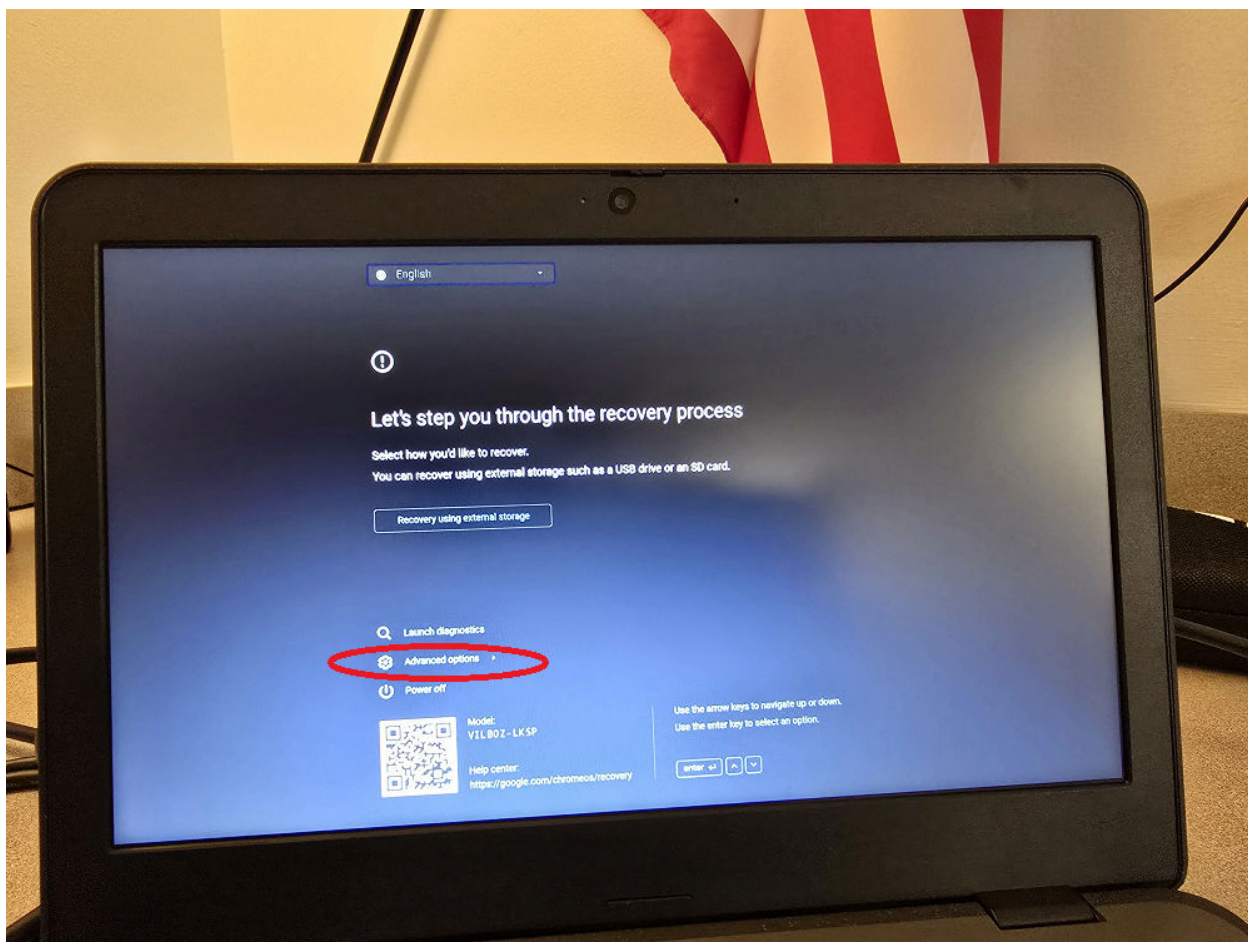 English
Let's step you through the recovery process
Select how you'd like to recover.
You can recover using external storage such as a USB drive or an SD card.
Recovery using external storage
Launch diagnostics
Advanced options
Power off
Model:
VILBOZ-LKSP
Help center:
https://google.com/chromeos/recovery
Use the arrow keys to navigate up or down.
Use the enter key to select an option.
enter